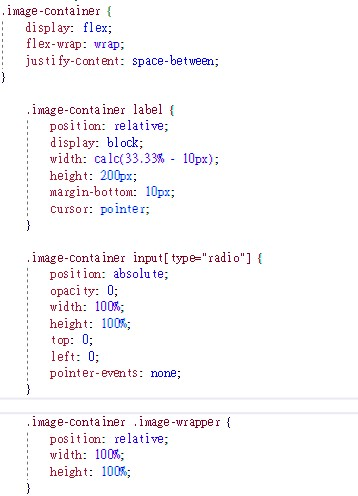 .image-container {
display: flex;
flex-wrap: wrap;
justify-content: space-between;
}
.image-container label {
position: relative;
display: block;
width: calc(33.33% - 10px);
height: 200px;
margin-bottom: 10px;
cursor: pointer;
}
.image-container input[type="radio"] {
position: absolute;
opacity: 0;
width: 100%;
height: 100%;
top: 0;
left: 0;
pointer-events: none;
}
.image-container .image-wrapper {
position: relative;
width: 100%;
height: 100%;
}